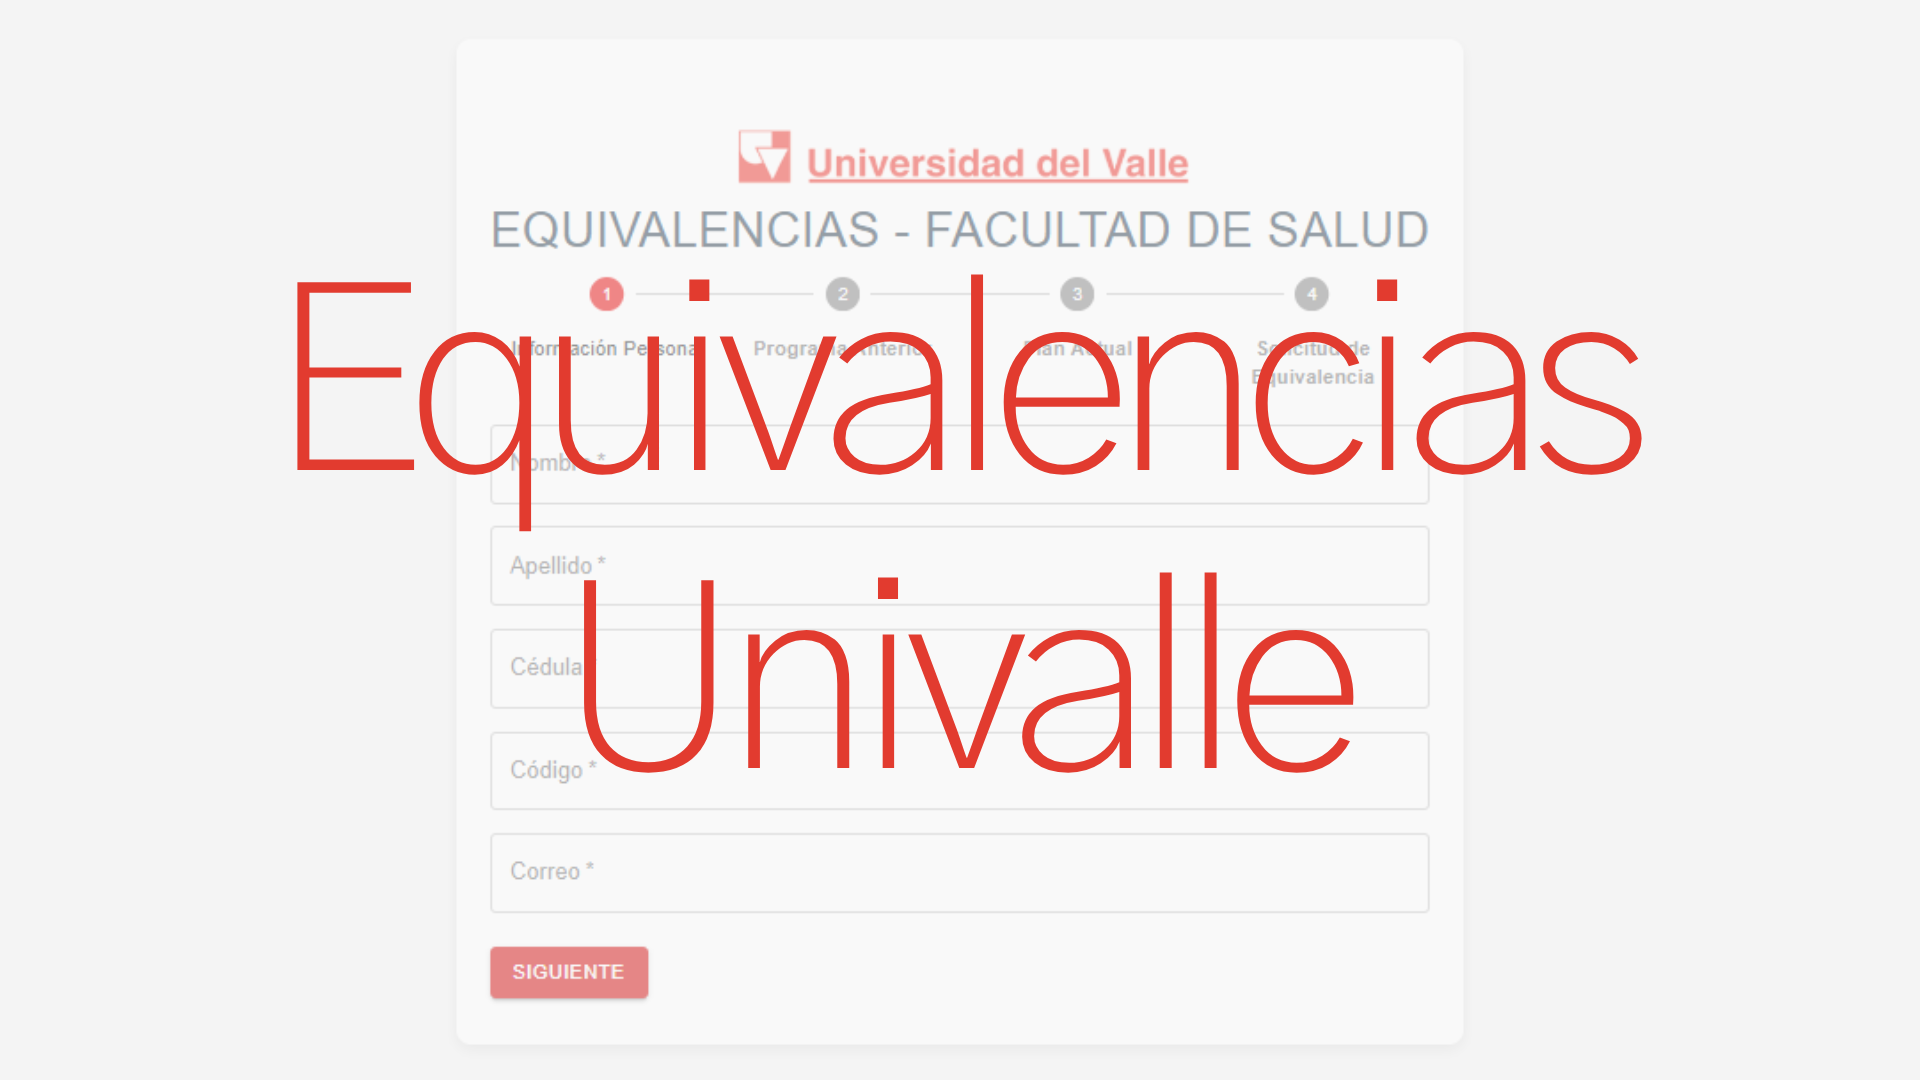 Universidad del Valle
EQUIVALENCIAS - FACULTAD DE SALUD
1 2 3 4
Información Personal Programa Anterior Plan Actual Solicitud de Equivalencia
Equivalencias
Nombre *
Apellido *
Univalle
Cédula *
Código *
Correo *
SIGUIENTE